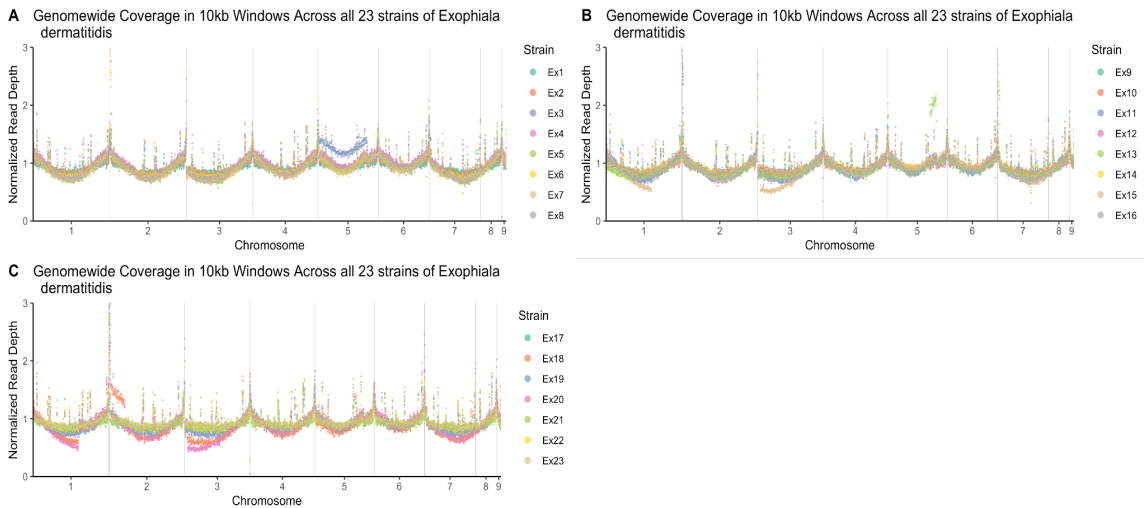 A
Genomewide Coverage in 10kb Windows Across all 23 strains of Exophiala
dermatitidis
Normalized Read Depth
3
2
1
0
1 2 3 4 5 6 7 8 9
Chromosome
Strain
Ex1
Ex2
Ex3
Ex4
Ex5
Ex6
Ex7
Ex8
B
Genomewide Coverage in 10kb Windows Across all 23 strains of Exophiala
dermatitidis
Normalized Read Depth
3
2
1
0
1 2 3 4 5 6 7 8 9
Chromosome
Strain
Ex9
Ex10
Ex11
Ex12
Ex13
Ex14
Ex15
Ex16
C
Genomewide Coverage in 10kb Windows Across all 23 strains of Exophiala
dermatitidis
Normalized Read Depth
3
2
1
0
1 2 3 4 5 6 7 8 9
Chromosome
Strain
Ex17
Ex18
Ex19
Ex20
Ex21
Ex22
Ex23